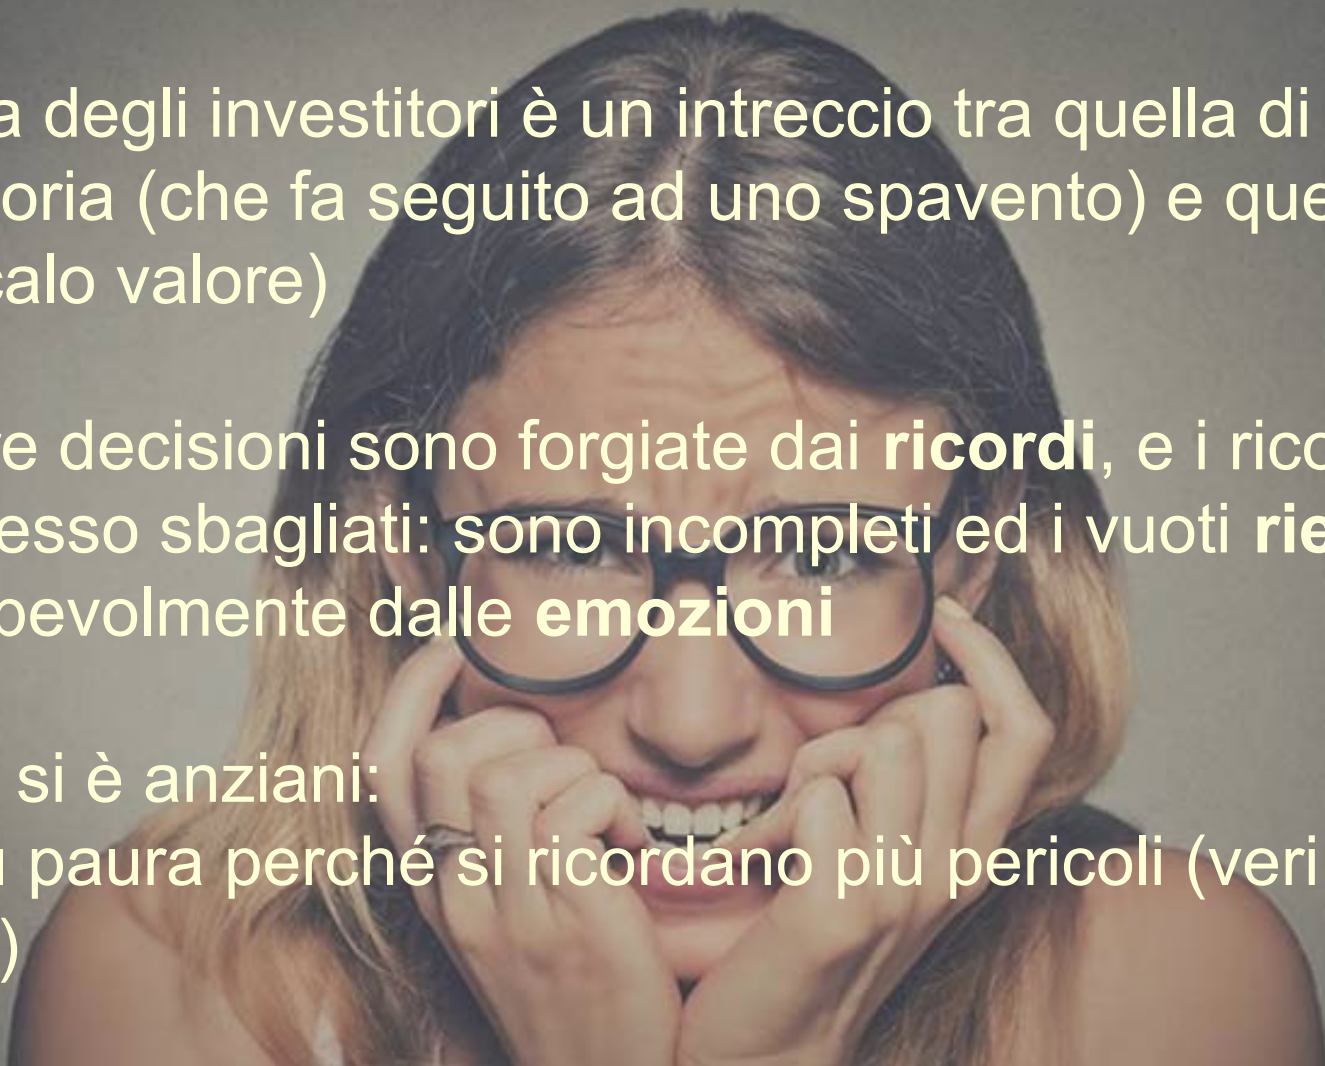 a degli investitori è un intreccio tra quella di
oria (che fa seguito ad uno spavento) e que
calo valore)
re decisioni sono forgiate dai ricordi, e i rico
esso sbagliati: sono incompleti ed i vuoti rie
pevolmente dalle emozioni
si è anziani:
paura perché si ricordano più pericoli (veri
)